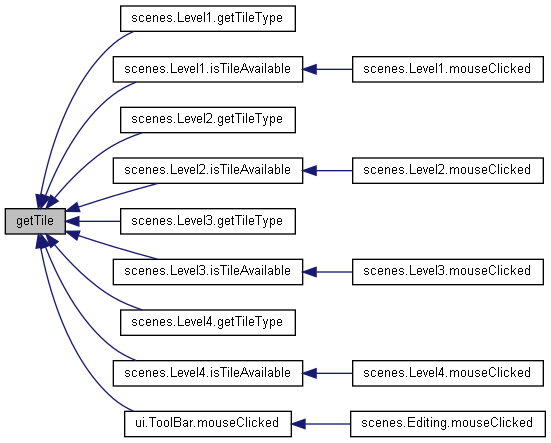 scenes.Level1.getTileType
scenes.Level1.isTileAvailable
scenes.Level1.mouseClicked
scenes.Level2.getTileType
scenes.Level2.isTileAvailable
scenes.Level2.mouseClicked
getTile
scenes.Level3.getTileType
scenes.Level3.isTileAvailable
scenes.Level3.mouseClicked
scenes.Level4.getTileType
scenes.Level4.isTileAvailable
scenes.Level4.mouseClicked
ui.ToolBar.mouseClicked
scenes.Editing.mouseClicked